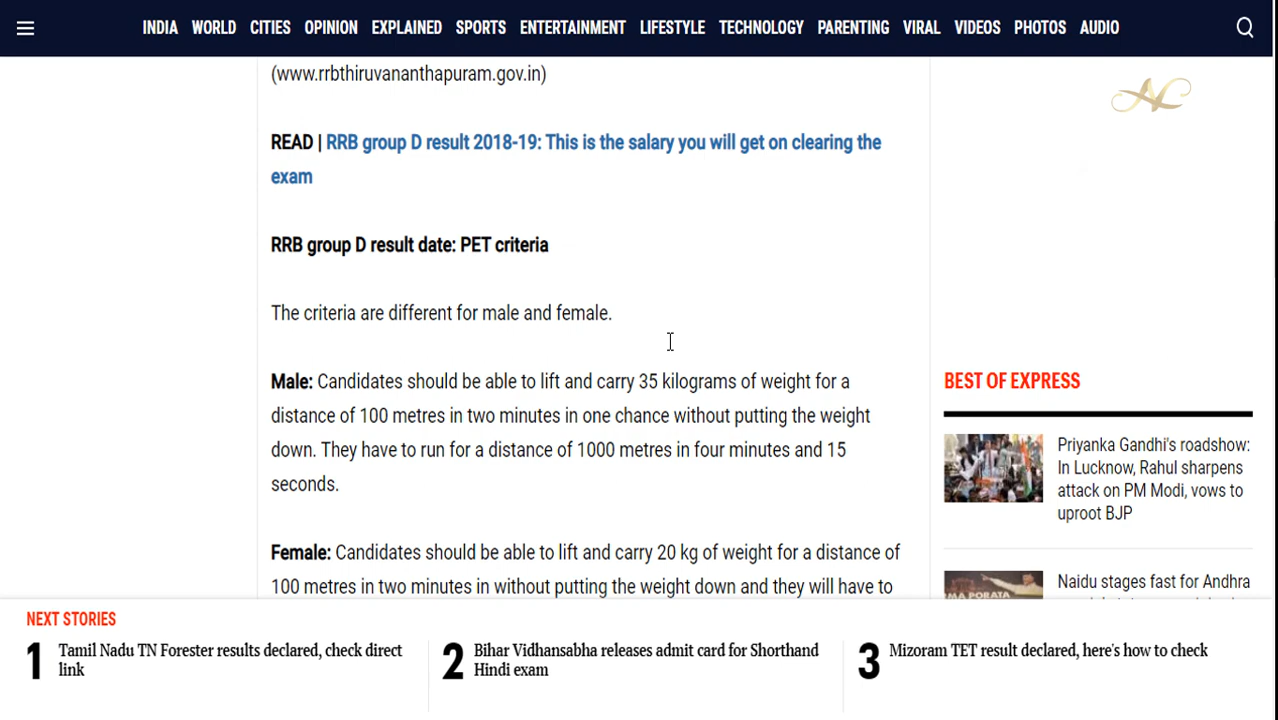 INDIA WORLD CITIES OPINION EXPLAINED SPORTS ENTERTAINMENT LIFESTYLE TECHNOLOGY PARENTING VIRAL VIDEOS PHOTOS AUDIO
(www.rrbthiruvananthapuram.gov.in)
READ | RRB group D result 2018-19: This is the salary you will get on clearing the
exam
RRB group D result date: PET criteria
The criteria are different for male and female.
Male: Candidates should be able to lift and carry 35 kilograms of weight for a
distance of 100 metres in two minutes in one chance without putting the weight
down. They have to run for a distance of 1000 metres in four minutes and 15
seconds.
Female: Candidates should be able to lift and carry 20 kg of weight for a distance of
100 metres in two minutes in without putting the weight down and they will have to
AC
BEST OF EXPRESS
Priyanka Gandhi's roadshow:
In Lucknow, Rahul sharpens
attack on PM Modi, vows to
uproot BJP
MA PORATA
Naidu stages fast for Andhra
NEXT STORIES
1 Tamil Nadu TN Forester results declared, check direct
link
2 Bihar Vidhansabha releases admit card for Shorthand
Hindi exam
3 Mizoram TET result declared, here's how to check